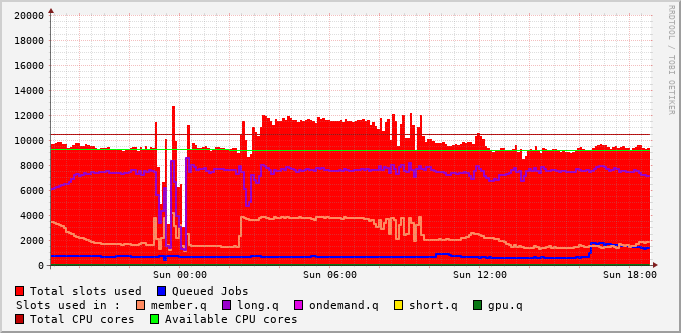 20000
18000
16000
14000
12000
10000
8000
6000
4000
2000
0
Sun 00:00 Sun 06:00 Sun 12:00 Sun 18:00
RRDTOOL / TOBI OETIKER
Total slots used Queued Jobs
Slots used in : member.q long.q ondemand.q short.q gpu.q
Total CPU cores Available CPU cores